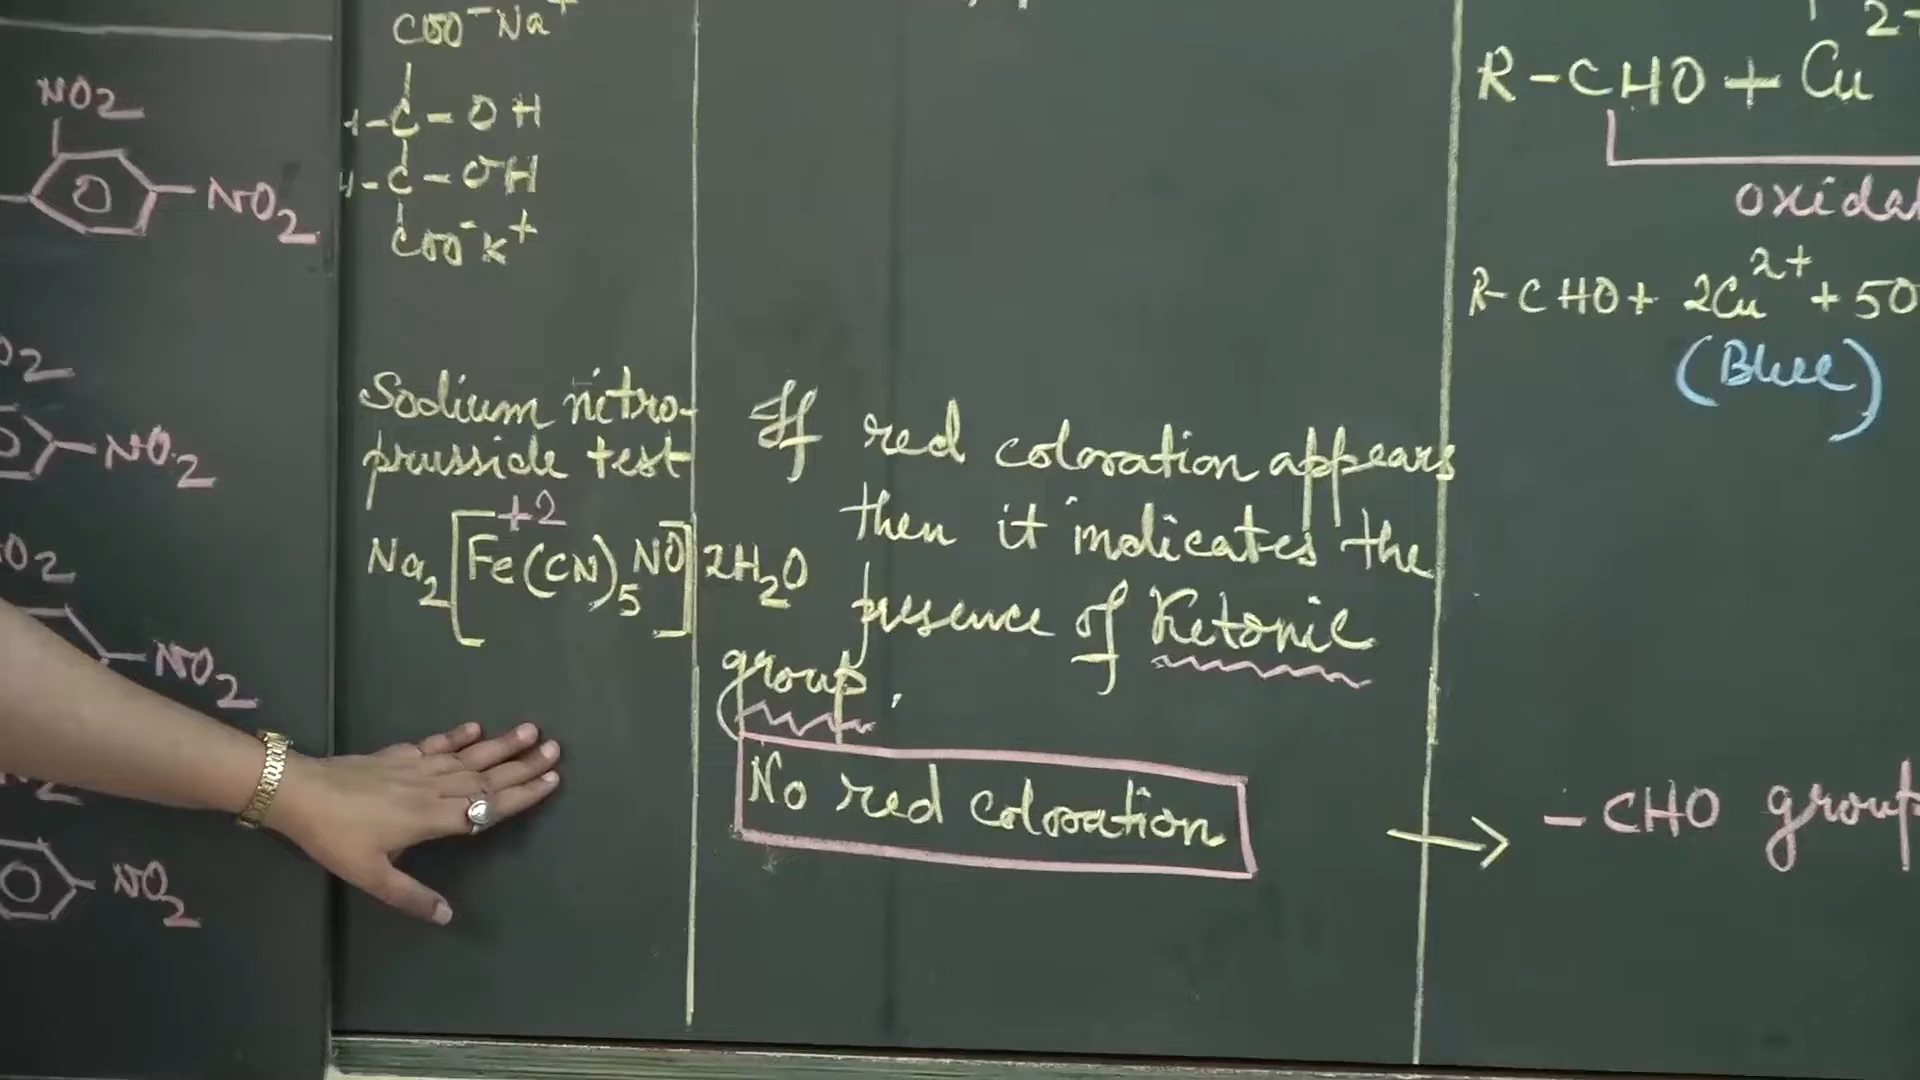 NO2
NO2
O2
NO2
O2
NO2
NO2
COO⁻Na⁺
C-OH
H-C-OH
COO⁻K⁺
Sodium nitro-
prusside test
+2
Na2[Fe(CN)5NO]2H2O
If red coloration appears
then it indicates the
presence of Ketonic
group.
No red coloration
→ -CHO group
2+
R-CHO + Cu
R-CHO + 2Cu²⁺ + 5O
(Blue)